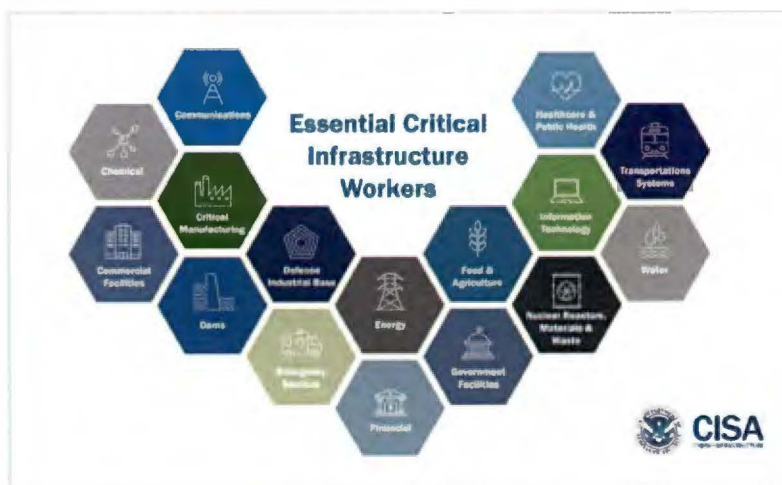 Essential Critical
Infrastructure
Workers
Communications
Healthcare &
Public Health
Chemical
Transportations
Systems
Critical
Manufacturing
Information
Technology
Commercial
Facilities
Defense
Industrial Base
Food &
Agriculture
Water
Dams
Energy
Nuclear Reactors,
Materials &
Waste
Emergency
Services
Government
Facilities
Financial
CISA